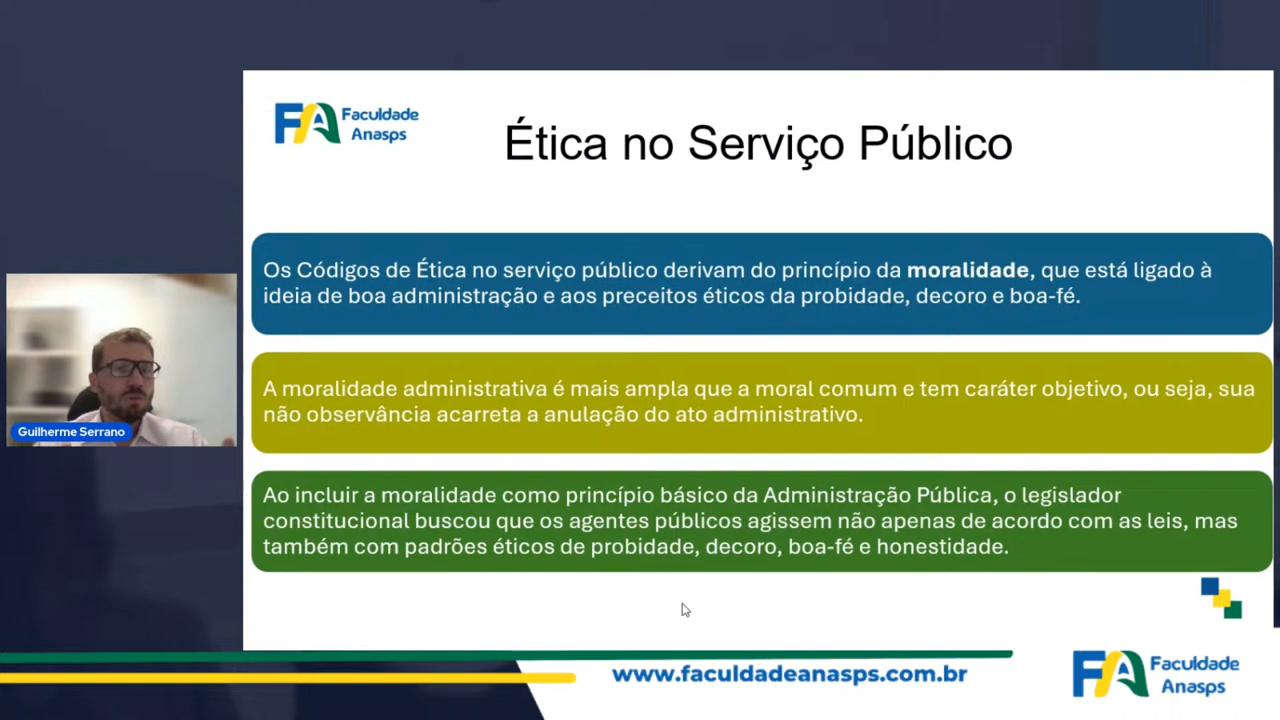 Faculdade
Anasps
Ética no Serviço Público
Os Códigos de Ética no serviço público derivam do princípio da moralidade, que está ligado à
ideia de boa administração e aos preceitos éticos da probidade, decoro e boa-fé.
A moralidade administrativa é mais ampla que a moral comum e tem caráter objetivo, ou seja, sua
não observância acarreta a anulação do ato administrativo.
Guilherme Serrano
Ao incluir a moralidade como princípio básico da Administração Pública, o legislador
constitucional buscou que os agentes públicos agissem não apenas de acordo com as leis, mas
também com padrões éticos de probidade, decoro, boa-fé e honestidade.
www.faculdadeanasps.com.br
FA Faculdade
Anasps